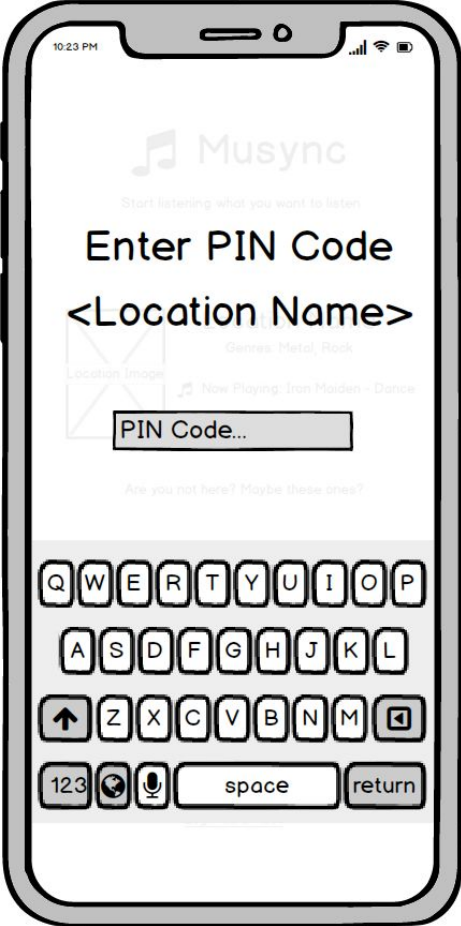 10:23 PM
Musync
Start listening what you want to listen
Enter PIN Code
<Location Name>
Genres: Metal, Rock
Location Image
Now Playing: Iron Maiden - Dance
PIN Code...
Are you not here? Maybe these ones?
Q W E R T Y U I O P
A S D F G H J K L
Z X C V B N M
123 space return